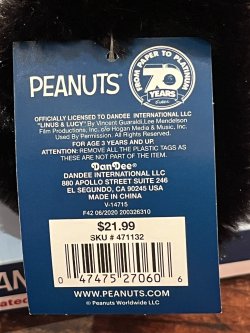 PEANUTS®
FROM PAPER TO PLATINUM
70
YEARS
OFFICIALLY LICENSED TO DANDEE INTERNATIONAL LLC
"LINUS & LUCY" By Vincent Guaraldi, Lee Mendelson
Film Productions, Inc. c/o Hogan Media & Music, Inc.
Used By Permission. All Rights Reserved.
FOR AGE 3 YEARS AND UP.
ATTENTION: REMOVE ALL THE PLASTIC TAGS AS
THESE ARE NOT PART OF THE ITEM.
DanDee®
DANDEE INTERNATIONAL LLC
880 APOLLO STREET SUITE 245
EL SEGUNDO, CA 90245 USA
MADE IN CHINA
V-14715
F42 06/2020 200326310
$21.99
SKU # 471132
0 47475 27060 6
WWW.PEANUTS.COM
© Peanuts Worldwide LLC
AN